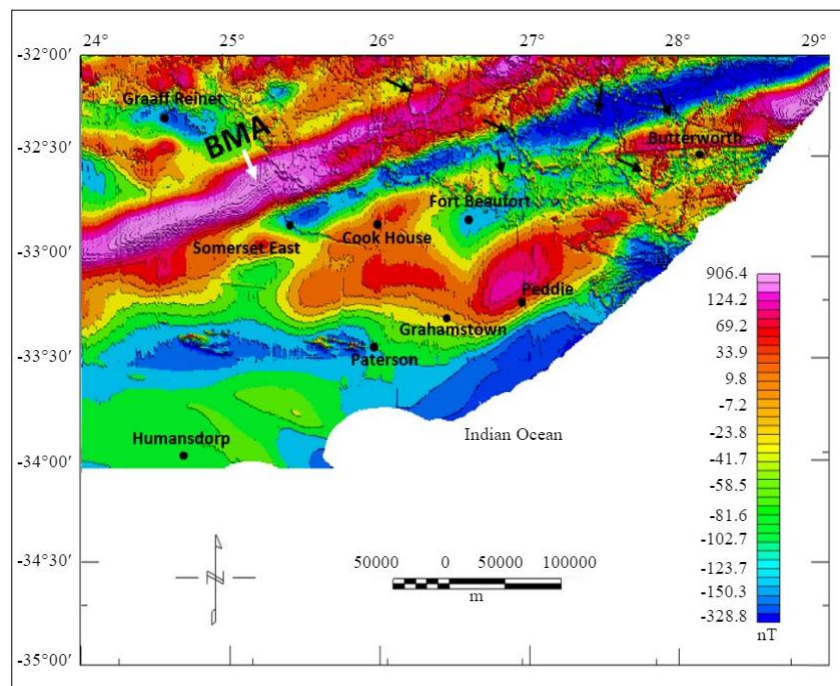 24° 25° 26° 27° 28° 29°
-32°00′
Graaff Reinet
BMA
Butterworth
-32°30′
Fort Beaufort
Somerset East
Cook House
-33°00′
Peddie
Grahamstown
-33°30′
Paterson
Indian Ocean
Humansdorp
-34°00′
-34°30′
-35°00′
50000 0 50000 100000
m
906.4
124.2
69.2
33.9
9.8
-7.2
-23.8
-41.7
-58.5
-81.6
-102.7
-123.7
-150.3
-328.8
nT